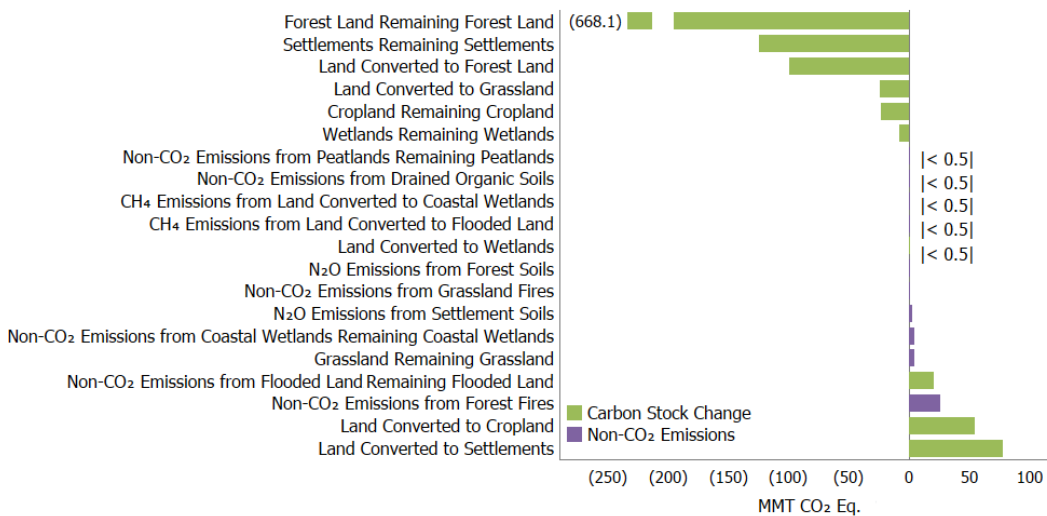 Forest Land Remaining Forest Land (668.1)
Settlements Remaining Settlements
Land Converted to Forest Land
Land Converted to Grassland
Cropland Remaining Cropland
Wetlands Remaining Wetlands
Non-CO₂ Emissions from Peatlands Remaining Peatlands |< 0.5|
Non-CO₂ Emissions from Drained Organic Soils |< 0.5|
CH₄ Emissions from Land Converted to Coastal Wetlands |< 0.5|
CH₄ Emissions from Land Converted to Flooded Land |< 0.5|
Land Converted to Wetlands |< 0.5|
N₂O Emissions from Forest Soils
Non-CO₂ Emissions from Grassland Fires
N₂O Emissions from Settlement Soils
Non-CO₂ Emissions from Coastal Wetlands Remaining Coastal Wetlands
Grassland Remaining Grassland
Non-CO₂ Emissions from Flooded Land Remaining Flooded Land
Non-CO₂ Emissions from Forest Fires
Land Converted to Cropland
Land Converted to Settlements
Carbon Stock Change
Non-CO₂ Emissions
(250) (200) (150) (100) (50) 0 50 100
MMT CO₂ Eq.